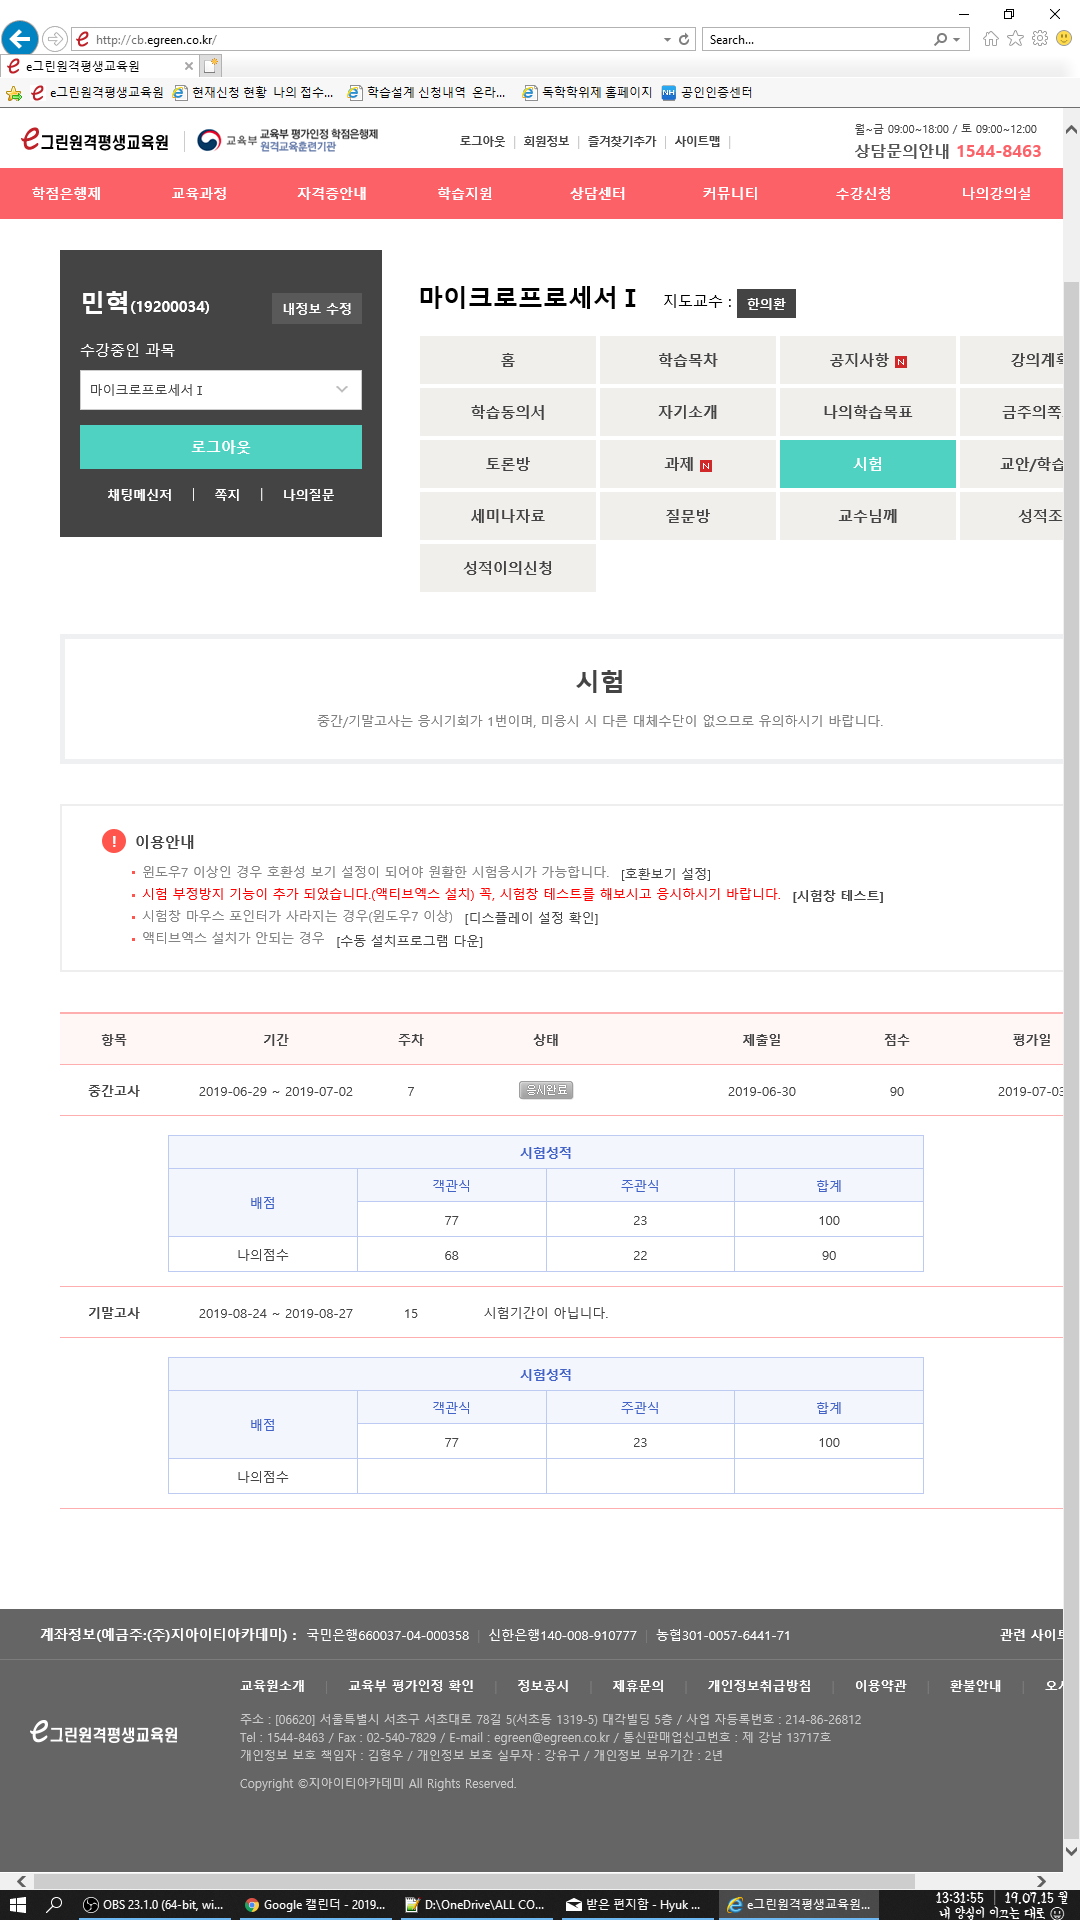 http://cb.egreen.co.kr/
Search...
e그린원격평생교육원
e그린원격평생교육원 현재신청 현황 나의 접수... 학습설계 신청내역 온라... 독학학위제 홈페이지 NH 공인인증센터
e그린원격평생교육원
교육부 교육부 평가인정 학점은행제
원격교육훈련기관
로그아웃 | 회원정보 | 즐겨찾기추가 | 사이트맵 |
월~금 09:00~18:00 / 토 09:00~12:00
상담문의안내 1544-8463
학점은행제 교육과정 자격증안내 학습지원 상담센터 커뮤니티 수강신청 나의강의실
민혁(19200034) 내정보 수정
수강중인 과목
마이크로프로세서 I
로그아웃
채팅메신저 | 쪽지 | 나의질문
마이크로프로세서 I 지도교수 : 한의환
홈 학습목차 공지사항 N 강의계획
학습동의서 자기소개 나의학습목표 금주의쪽
토론방 과제 N 시험 교안/학습
세미나자료 질문방 교수님께 성적조
성적이의신청
시험
중간/기말고사는 응시기회가 1번이며, 미응시 시 다른 대체수단이 없으므로 유의하시기 바랍니다.
! 이용안내
윈도우7 이상인 경우 호환성 보기 설정이 되어야 원활한 시험응시가 가능합니다. [호환보기 설정]
시험 부정방지 기능이 추가 되었습니다.(액티브엑스 설치) 꼭, 시험창 테스트를 해보시고 응시하시기 바랍니다. [시험창 테스트]
시험창 마우스 포인터가 사라지는 경우(윈도우7 이상) [디스플레이 설정 확인]
액티브엑스 설치가 안되는 경우 [수동 설치프로그램 다운]
항목 기간 주차 상태 제출일 점수 평가일
중간고사 2019-06-29 ~ 2019-07-02 7 응시완료 2019-06-30 90 2019-07-03
시험성적
배점 객관식 주관식 합계
77 23 100
나의점수 68 22 90
기말고사 2019-08-24 ~ 2019-08-27 15 시험기간이 아닙니다.
시험성적
배점 객관식 주관식 합계
77 23 100
나의점수
계좌정보(예금주:(주)지아이티아카데미) : 국민은행660037-04-000358 | 신한은행140-008-910777 | 농협301-0057-6441-71 관련 사이트
교육원소개 | 교육부 평가인정 확인 | 정보공시 | 제휴문의 | 개인정보취급방침 | 이용약관 | 환불안내 | 오시
e그린원격평생교육원
주소 : [06620] 서울특별시 서초구 서초대로 78길 5(서초동 1319-5) 대각빌딩 5층 / 사업 자등록번호 : 214-86-26812
Tel : 1544-8463 / Fax : 02-540-7829 / E-mail : egreen@egreen.co.kr / 통신판매업신고번호 : 제 강남 13717호
개인정보 보호 책임자 : 김형우 / 개인정보 보호 실무자 : 강유구 / 개인정보 보유기간 : 2년
Copyright ©지아이티아카데미 All Rights Reserved.
OBS 23.1.0 (64-bit, wi... Google 캘린더 - 2019... D:\OneDrive\ALL CO... 받은 편지함 - Hyuk ... e그린원격평생교육원...
13:31:55 19.07.15 월
내 양심이 이끄는 대로